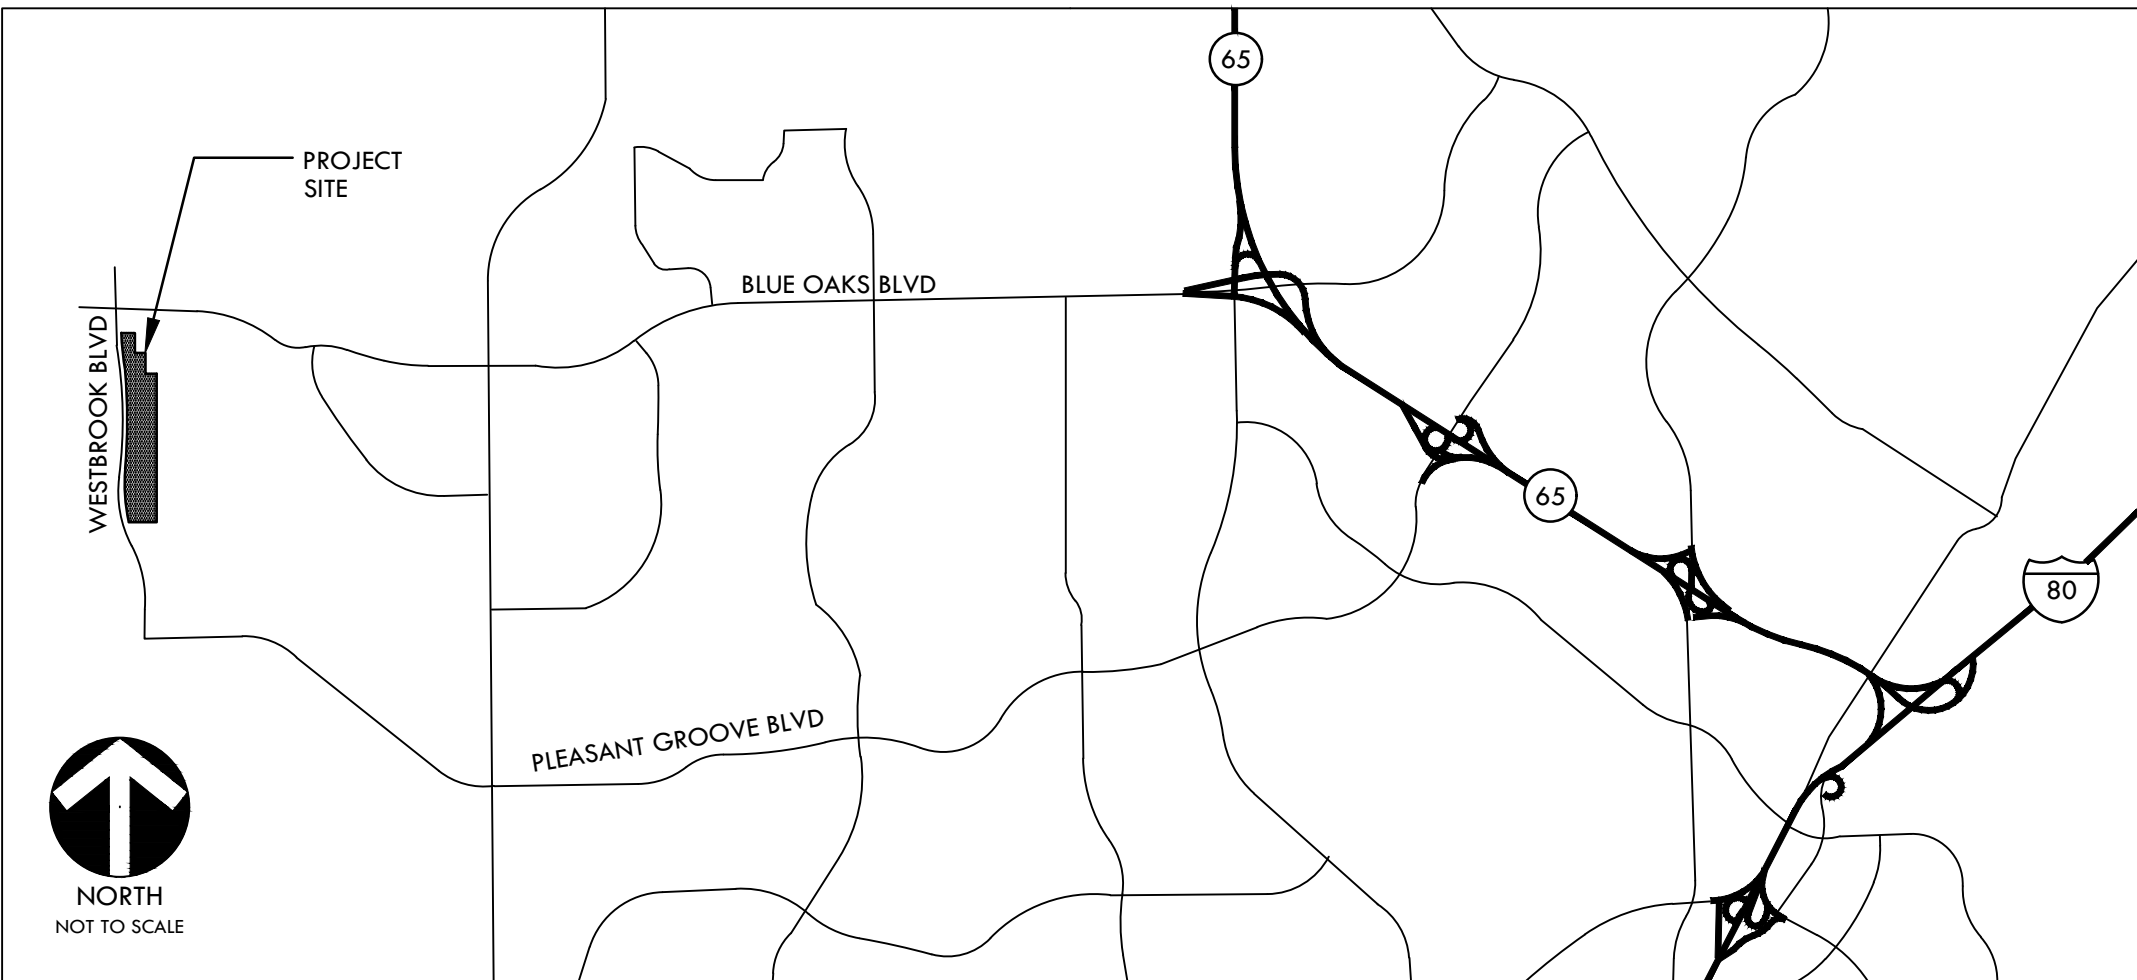 65
PROJECT
SITE
BLUE OAKS BLVD
WESTBROOK BLVD
65
80
PLEASANT GROOVE BLVD
NORTH
NOT TO SCALE